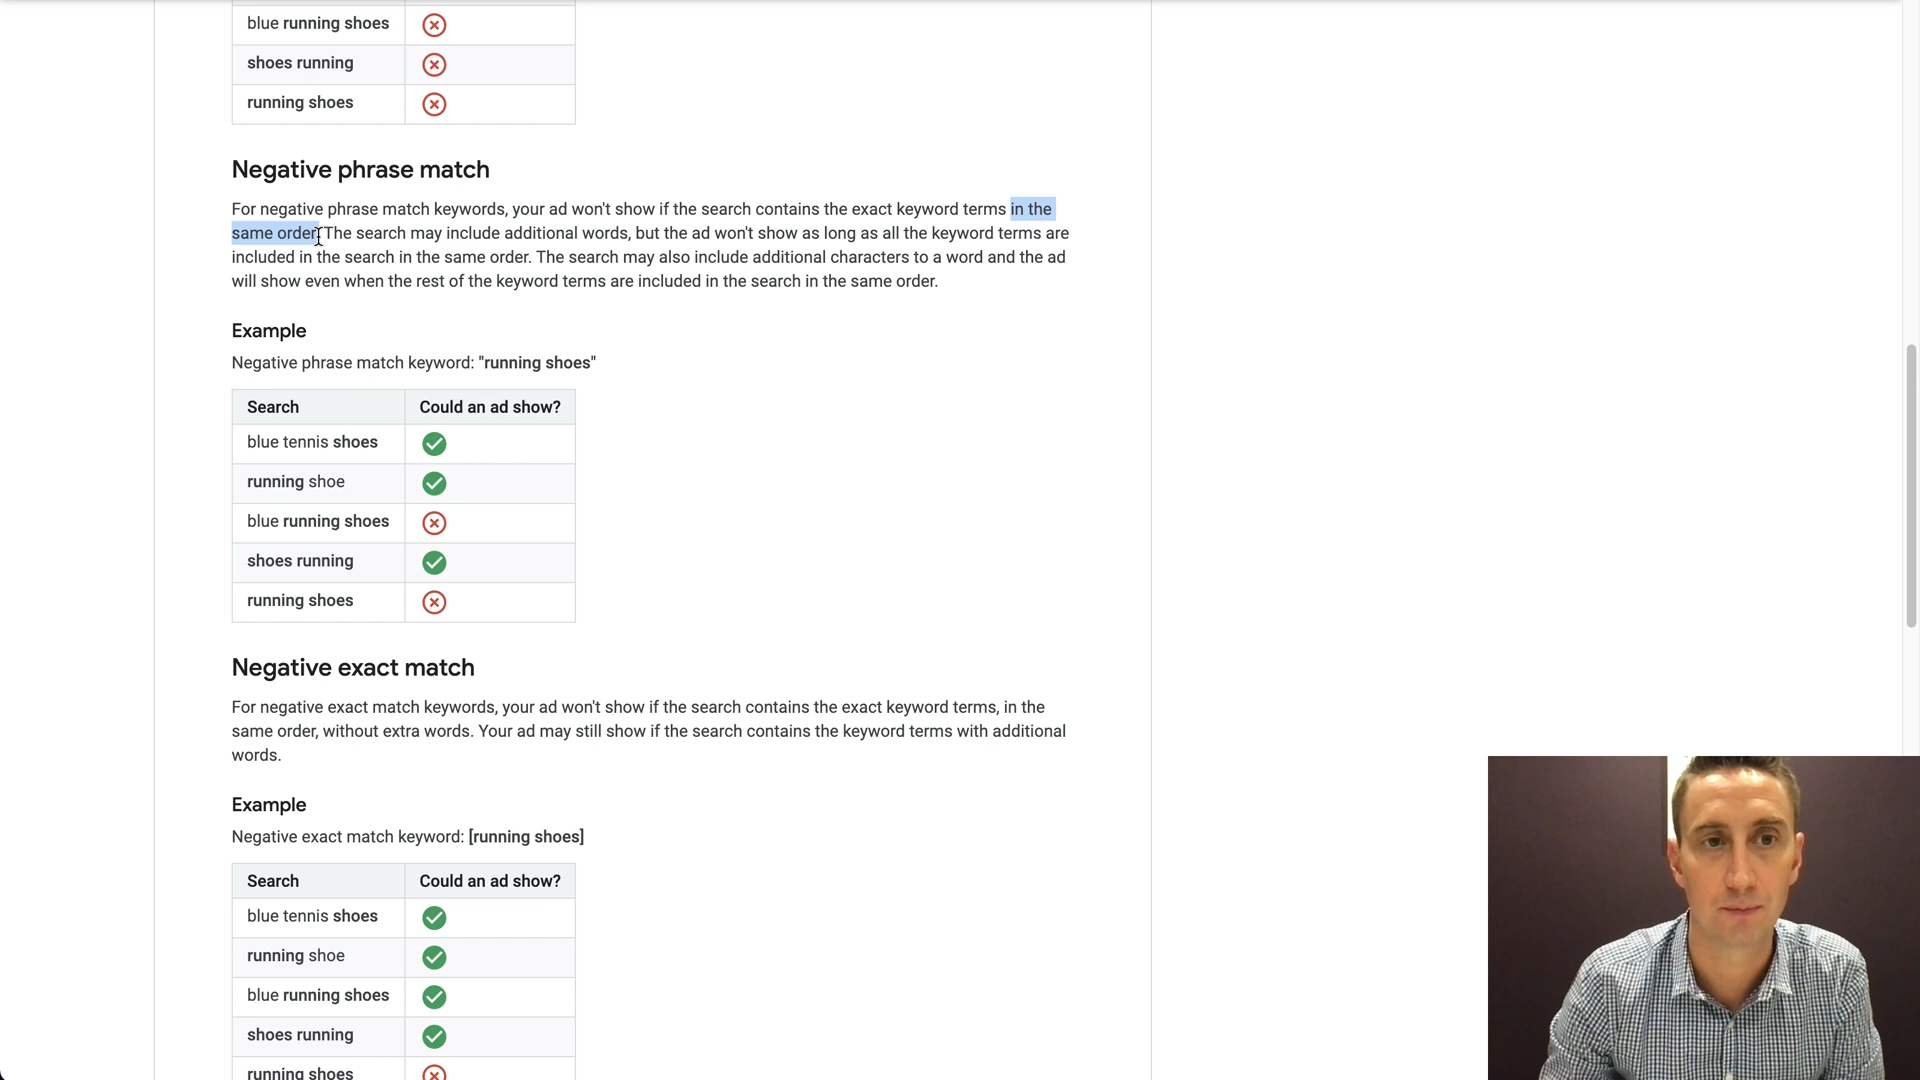 blue running shoes
shoes running
running shoes
Negative phrase match
For negative phrase match keywords, your ad won't show if the search contains the exact keyword terms in the
same order. The search may include additional words, but the ad won't show as long as all the keyword terms are
included in the search in the same order. The search may also include additional characters to a word and the ad
will show even when the rest of the keyword terms are included in the search in the same order.
Example
Negative phrase match keyword: "running shoes"
Search Could an ad show?
blue tennis shoes
running shoe
blue running shoes
shoes running
running shoes
Negative exact match
For negative exact match keywords, your ad won't show if the search contains the exact keyword terms, in the
same order, without extra words. Your ad may still show if the search contains the keyword terms with additional
words.
Example
Negative exact match keyword: [running shoes]
Search Could an ad show?
blue tennis shoes
running shoe
blue running shoes
shoes running
running shoes